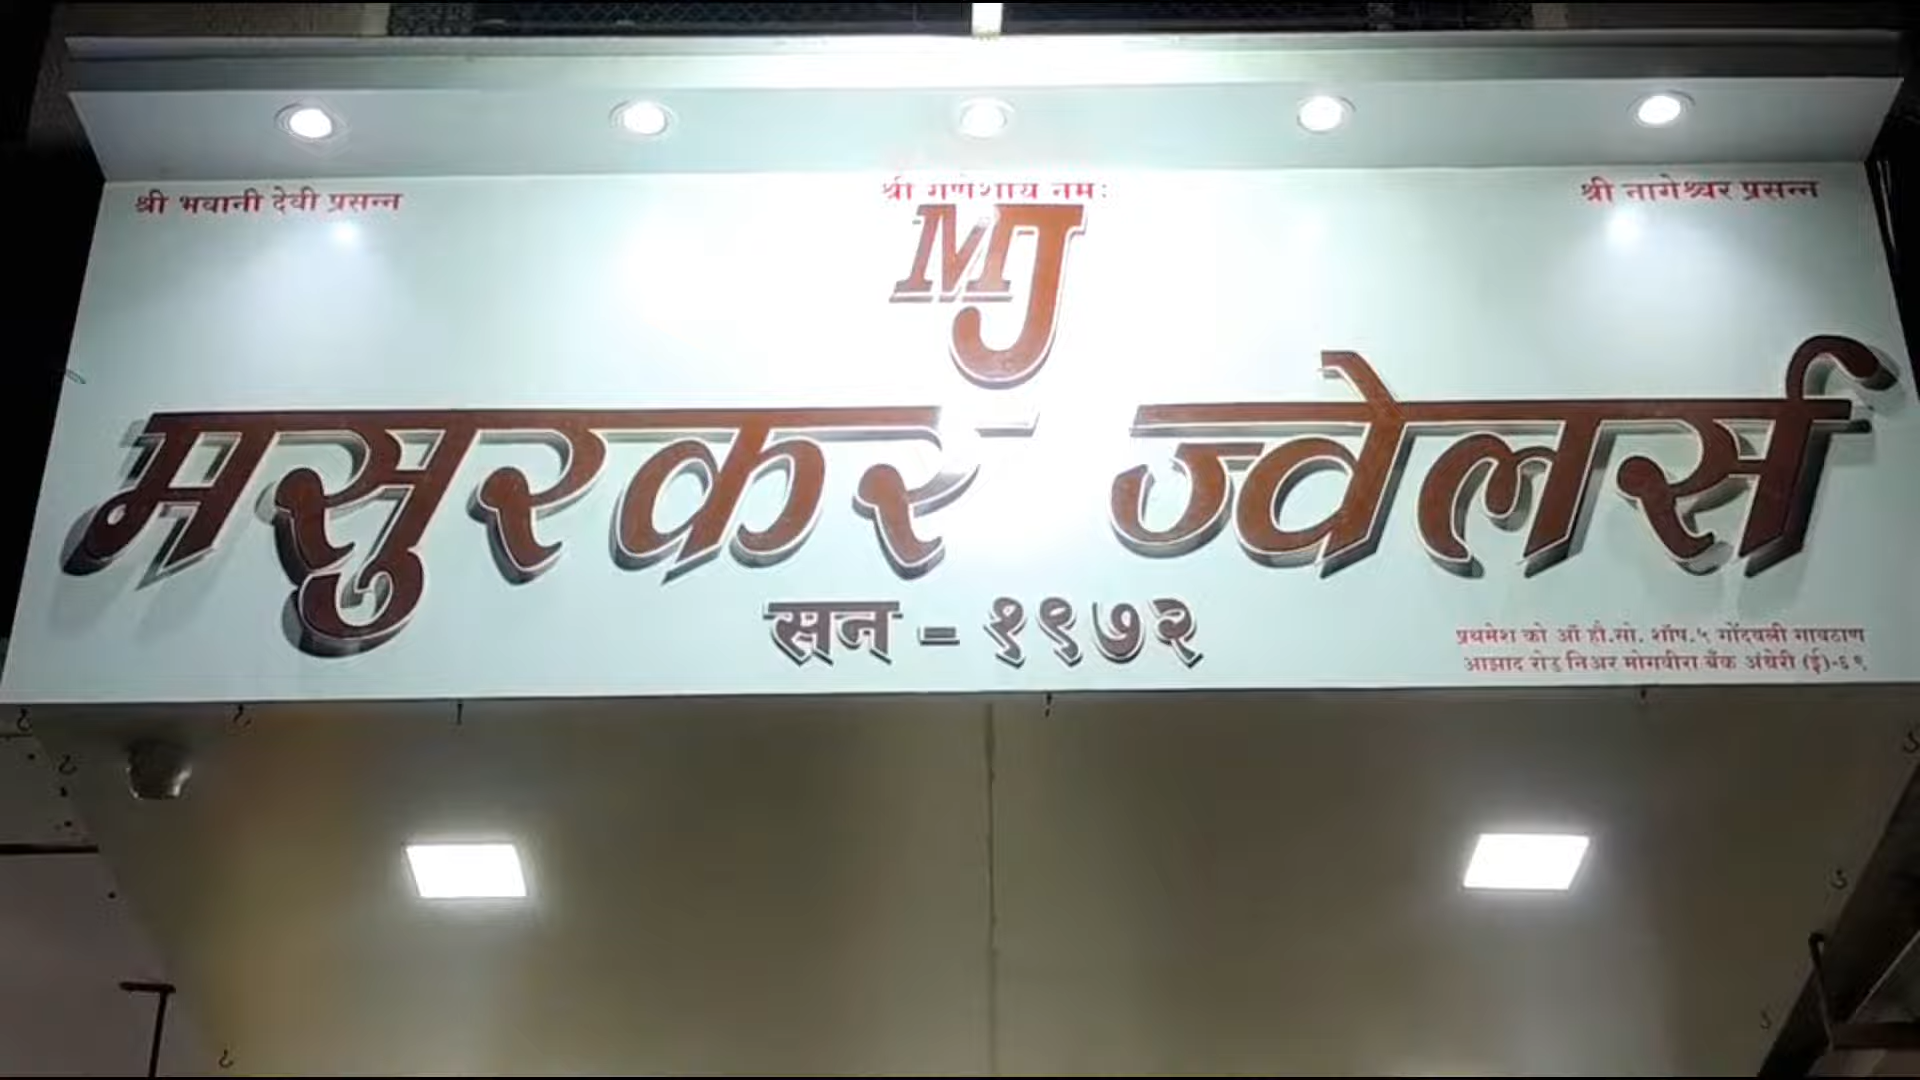 श्री भवानी देवी प्रसन्न
श्री गणेशाय नमः
श्री नागेश्वर प्रसन्न
MJ
मसुरकर ज्वेलर्स
सन - १९७२
प्रथमेश को ऑ हौ.सो. शॉप.५ गोंदवली गावठाण
आझाद रोड निअर मोगवीरा बँक अंधेरी (ई)-६९